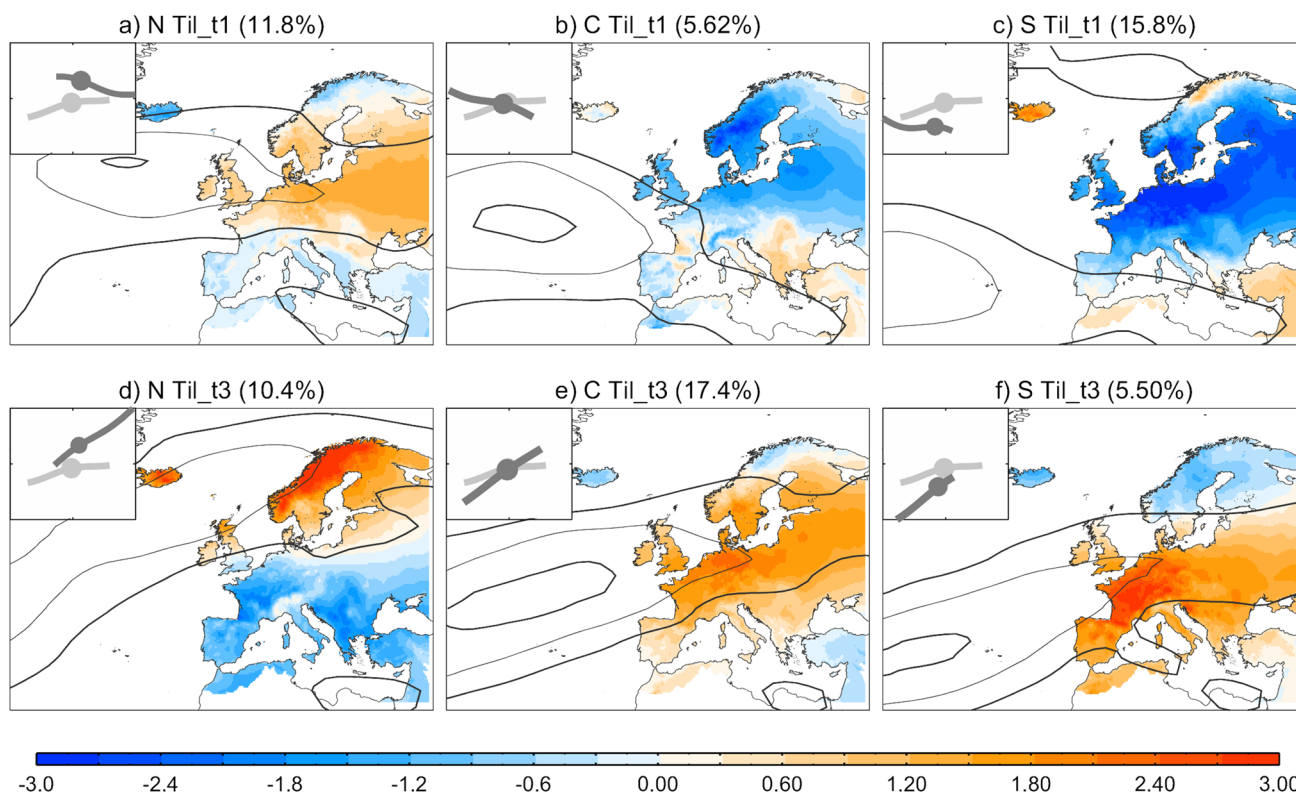 a) N Til_t1 (11.8%)
b) C Til_t1 (5.62%)
c) S Til_t1 (15.8%)
d) N Til_t3 (10.4%)
e) C Til_t3 (17.4%)
f) S Til_t3 (5.50%)
-3.0 -2.4 -1.8 -1.2 -0.6 0.00 0.60 1.20 1.80 2.40 3.00